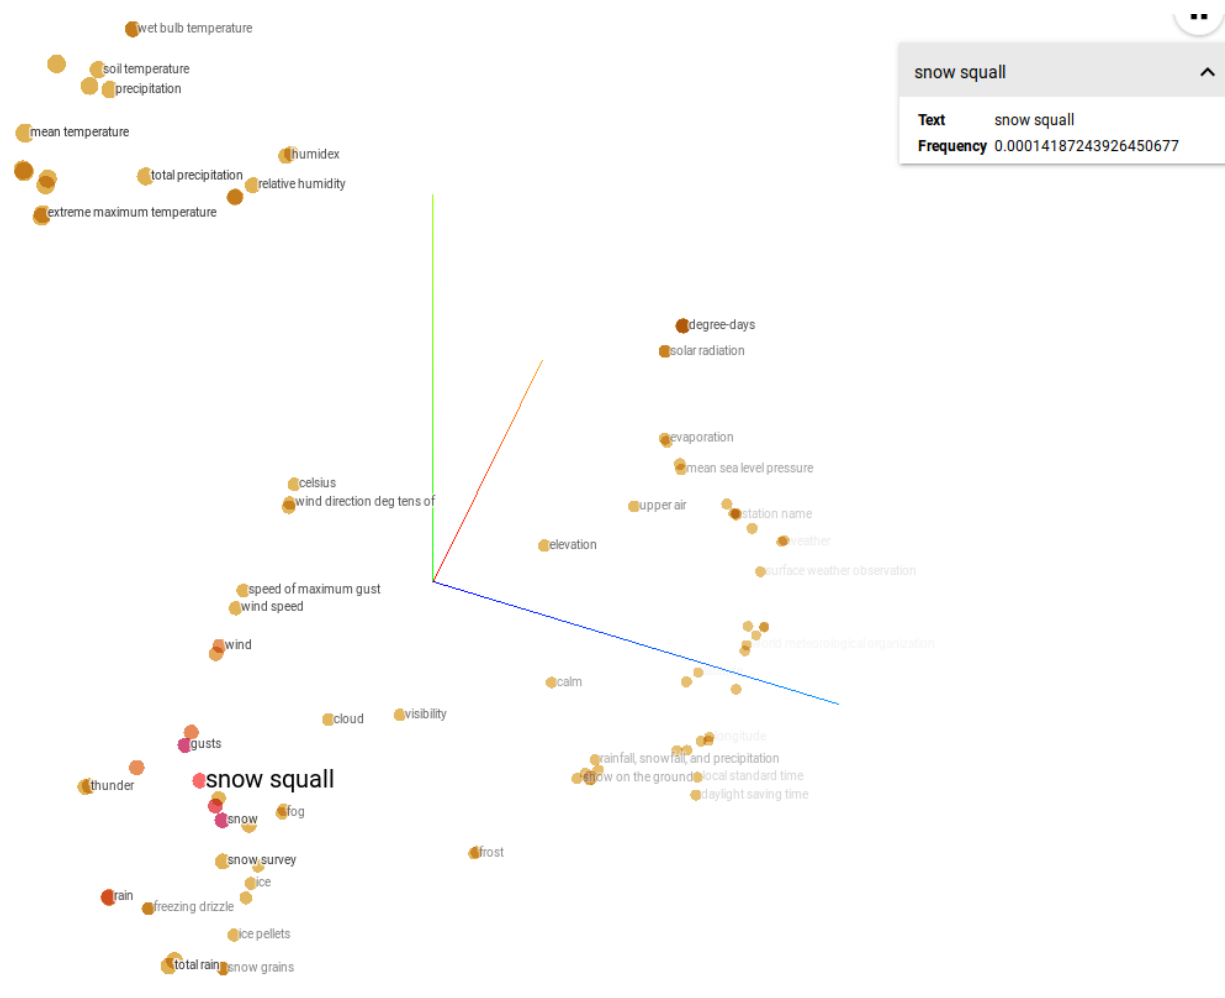 wet bulb temperature
snow squall
soil temperature
precipitation
Text snow squall
mean temperature
Frequency 0.00014187243926450677
humidex
total precipitation
relative humidity
extreme maximum temperature
degree-days
solar radiation
evaporation
mean sea level pressure
celsius
wind direction deg tens of
upper air
station name
weather
elevation
surface weather observation
speed of maximum gust
wind speed
wind
world meteorological organization
calm
visibility
cloud
longitude
gusts
rainfall, snowfall, and precipitation
snow squall
snow on the ground
local standard time
thunder
daylight saving time
fog
snow
frost
snow survey
ice
rain
freezing drizzle
ice pellets
total rain
snow grains